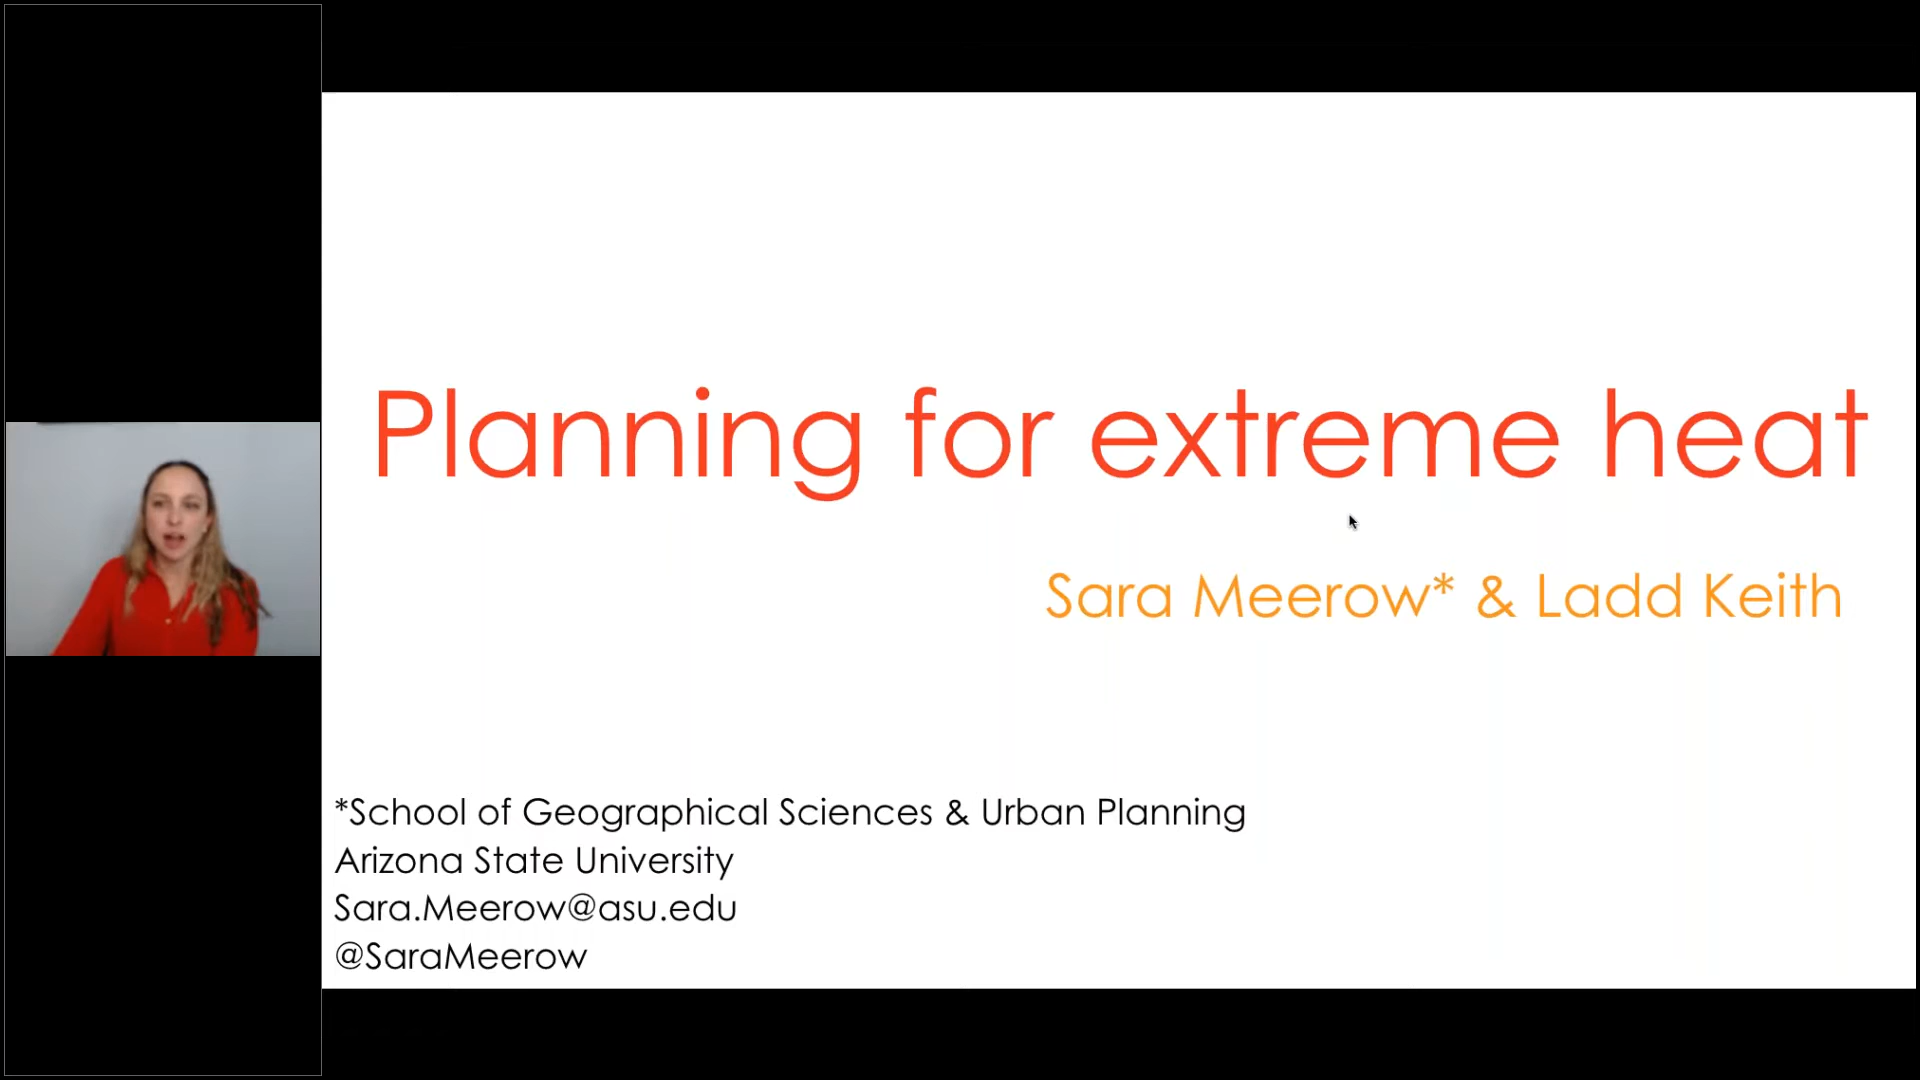 Planning for extreme heat
Sara Meerow* & Ladd Keith
*School of Geographical Sciences & Urban Planning
Arizona State University
Sara.Meerow@asu.edu
@SaraMeerow